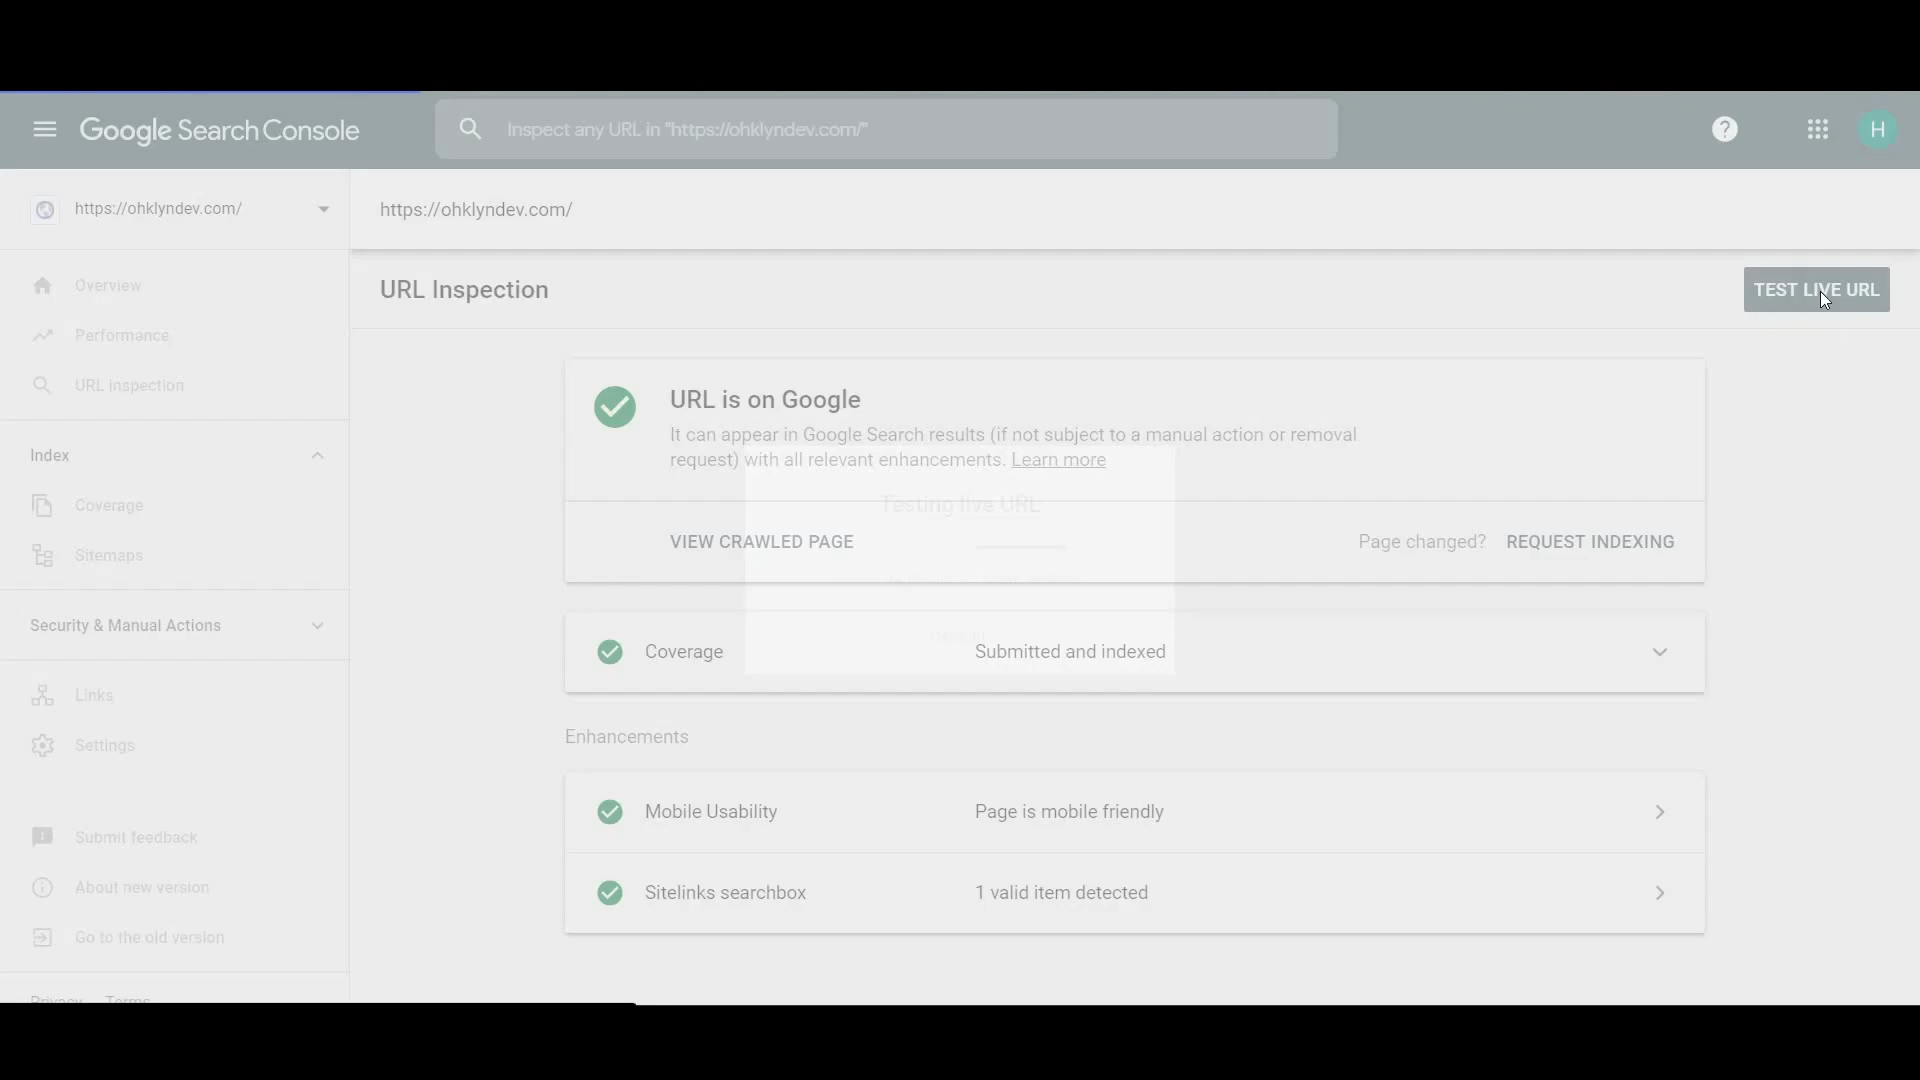 Google Search Console
Inspect any URL in "https://ohklyndev.com/"
H
https://ohklyndev.com/
https://ohklyndev.com/
Overview
Performance
URL inspection
Index
Coverage
Sitemaps
Security & Manual Actions
Links
Settings
Submit feedback
About new version
Go to the old version
Privacy Terms
URL Inspection
TEST LIVE URL
URL is on Google
It can appear in Google Search results (if not subject to a manual action or removal
request) with all relevant enhancements. Learn more
Testing live URL
VIEW CRAWLED PAGE
Page changed? REQUEST INDEXING
Coverage Submitted and indexed
Enhancements
Mobile Usability Page is mobile friendly
Sitelinks searchbox 1 valid item detected